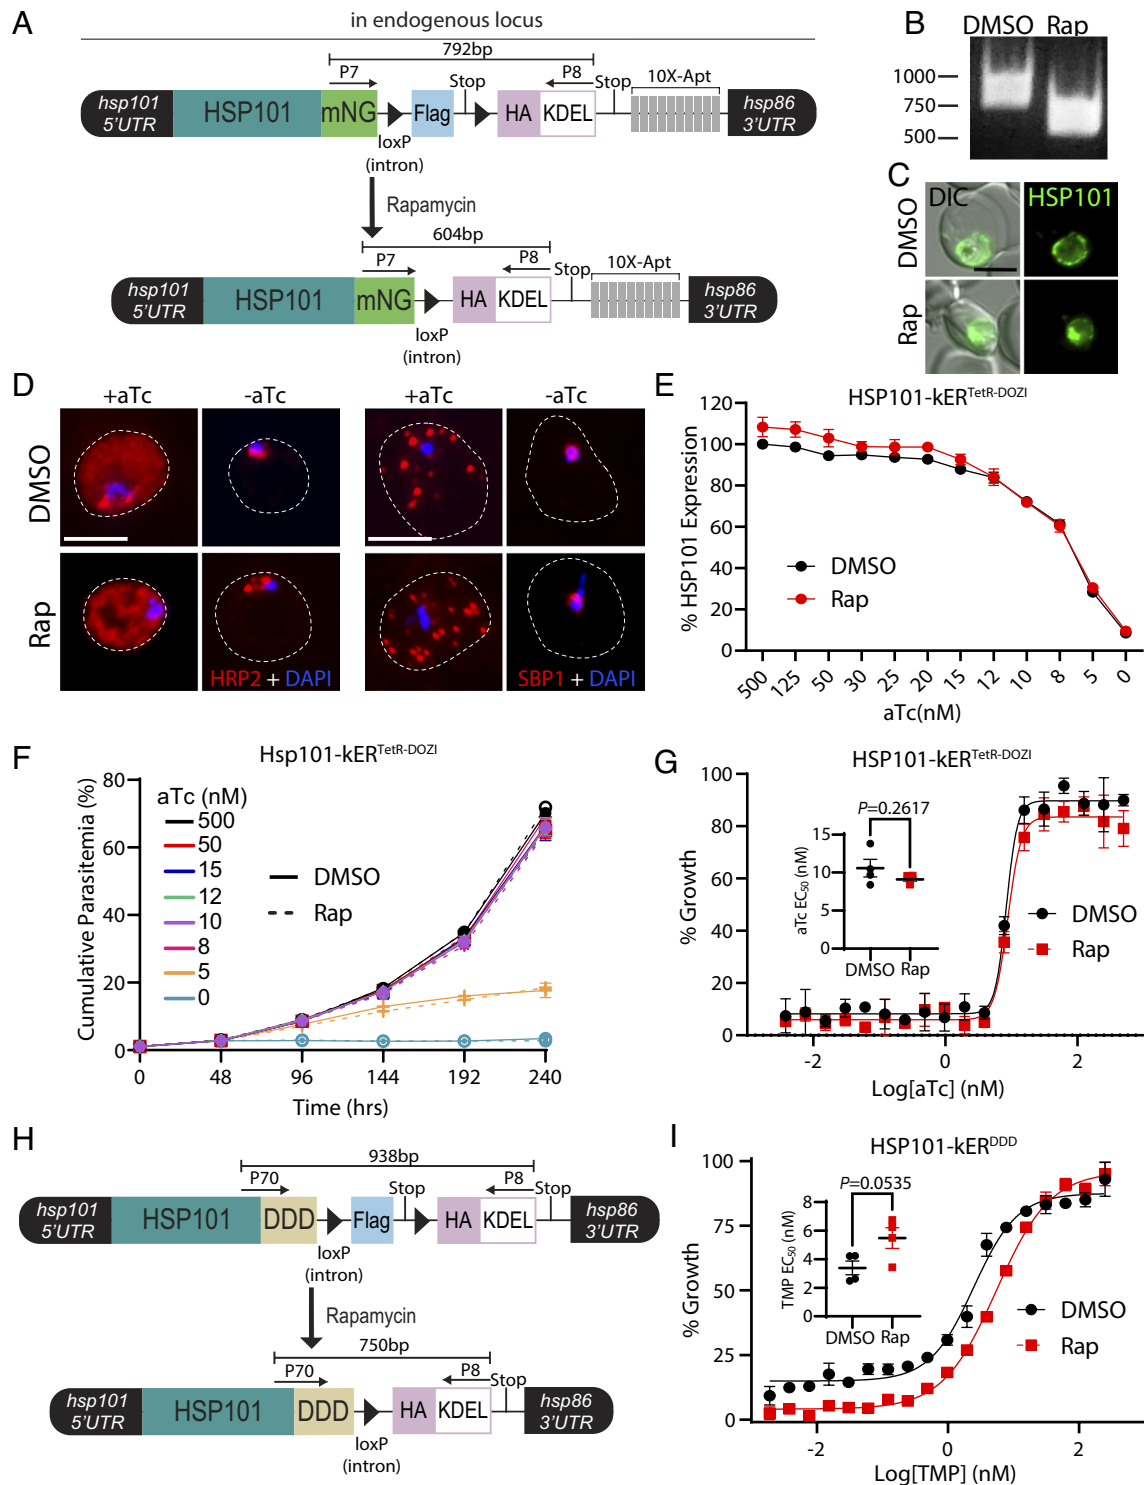 A
in endogenous locus
792bp
P7
Stop
P8
Stop
10X-Apt
hsp101
5'UTR
HSP101
mNG
Flag
HA
KDEL
hsp86
3'UTR
loxP
(intron)
Rapamycin
604bp
P7
P8
Stop
10X-Apt
hsp101
5'UTR
HSP101
mNG
HA
KDEL
hsp86
3'UTR
loxP
(intron)
B
DMSO Rap
1000
750
500
C
DIC
HSP101
DMSO
Rap
D
+aTc
-aTc
+aTc
-aTc
DMSO
Rap
HRP2 + DAPI
SBP1 + DAPI
E
HSP101-kER^TetR-DOZI
% HSP101 Expression
120
100
80
60
40
20
0
DMSO
Rap
500 125 50 30 25 20 15 12 10 8 5 0
aTc(nM)
F
Hsp101-kER^TetR-DOZI
Cumulative Parasitemia (%)
80
60
40
20
0
aTc (nM)
500
50
15
12
10
8
5
0
DMSO
Rap
0 48 96 144 192 240
Time (hrs)
G
HSP101-kER^TetR-DOZI
% Growth
100
80
60
40
20
0
P=0.2617
aTc EC50 (nM)
15
10
5
0
DMSO Rap
DMSO
Rap
-2 0 2
Log[aTc] (nM)
H
938bp
P70
Stop
P8
Stop
hsp101
5'UTR
HSP101
DDD
Flag
HA
KDEL
hsp86
3'UTR
loxP
(intron)
Rapamycin
750bp
P70
P8
Stop
hsp101
5'UTR
HSP101
DDD
HA
KDEL
hsp86
3'UTR
loxP
(intron)
I
HSP101-kER^DDD
% Growth
100
75
50
25
0
P=0.0535
TMP EC50 (nM)
8
6
4
2
0
DMSO Rap
DMSO
Rap
-2 0 2
Log[TMP] (nM)